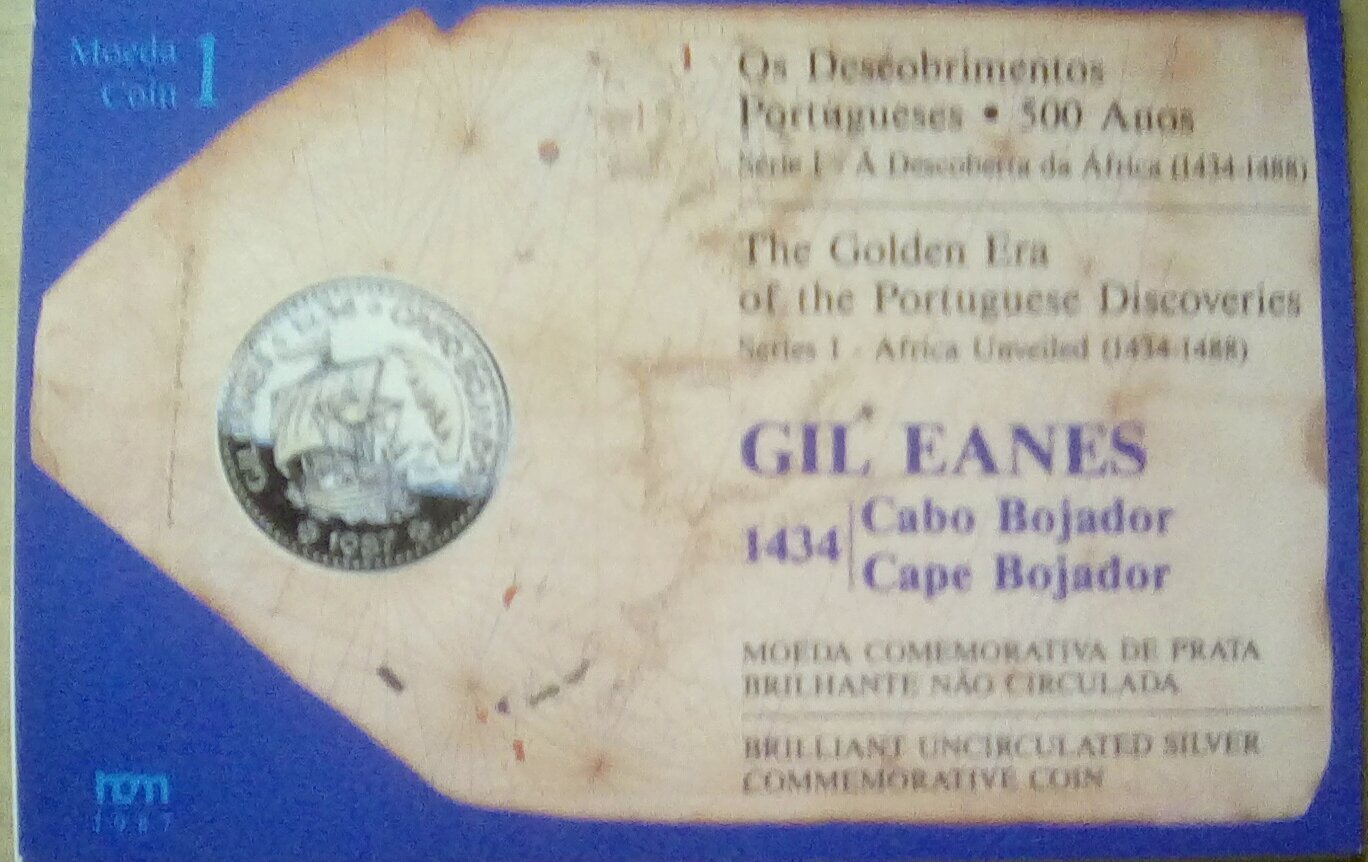 Moeda 1
Coin
Os Descobrimentos
Portugueses • 500 Anos
Série I - A Descoberta da África (1434-1488)
The Golden Era
of the Portuguese Discoveries
Series I - Africa Unveiled (1434-1488)
GIL EANES
1434
Cabo Bojador
Cape Bojador
MOEDA COMEMORATIVA DE PRATA
BRILHANTE NÃO CIRCULADA
BRILLIANT UNCIRCULATED SILVER
COMMEMORATIVE COIN
1987
1987